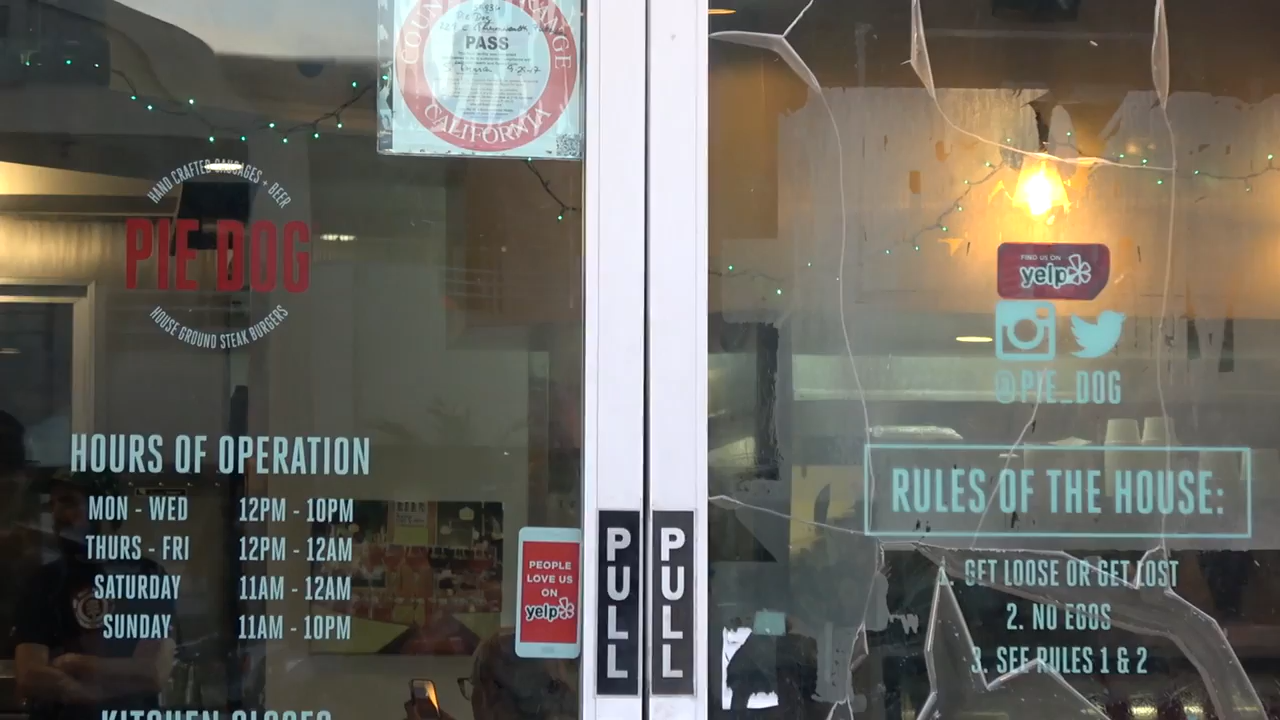 COUNTY ORANGE
PASS
CALIFORNIA
HAND CRAFTED SAUSAGES + BEER
PIE DOG
HOUSE GROUND STEAK BURGERS
HOURS OF OPERATION
MON - WED 12PM - 10PM
THURS - FRI 12PM - 12AM
SATURDAY 11AM - 12AM
SUNDAY 11AM - 10PM
KITCHEN CLOSES
PEOPLE
LOVE US
ON
yelp
PULL
PULL
FIND US ON
yelp
@PIE_DOG
RULES OF THE HOUSE:
1. GET LOOSE OR GET LOST
2. NO EGOS
3. SEE RULES 1 & 2